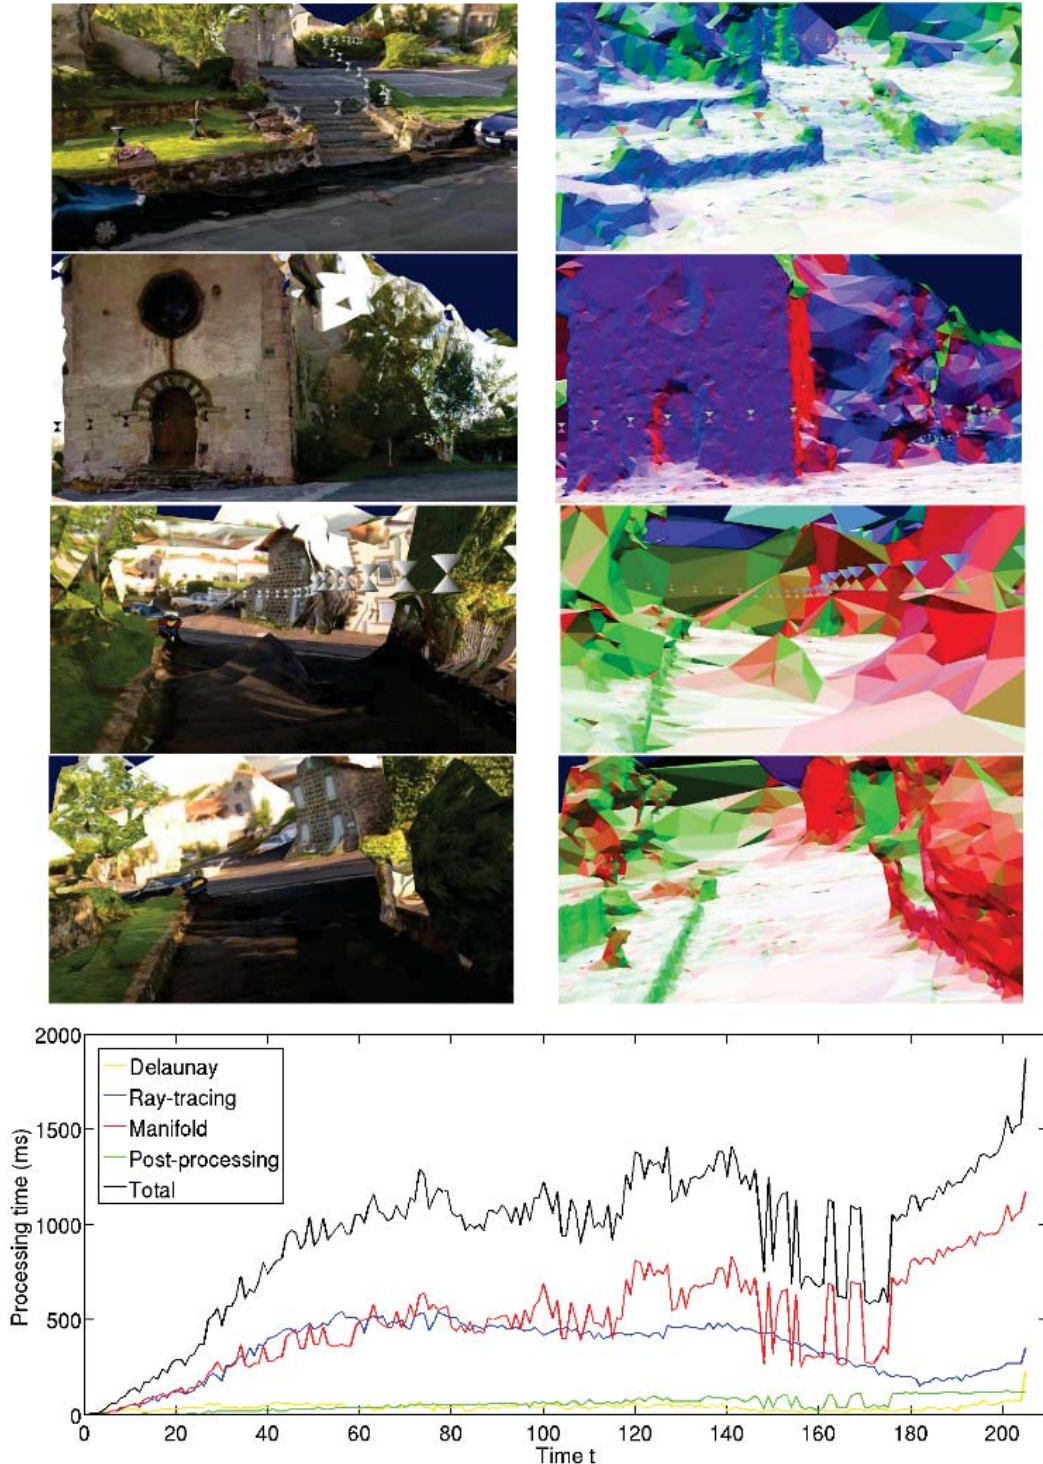 2000
1500
1000
500
0
Processing time (ms)
Delaunay
Ray-tracing
Manifold
Post-processing
Total
0 20 40 60 80 100 120 140 160 180 200
Time t